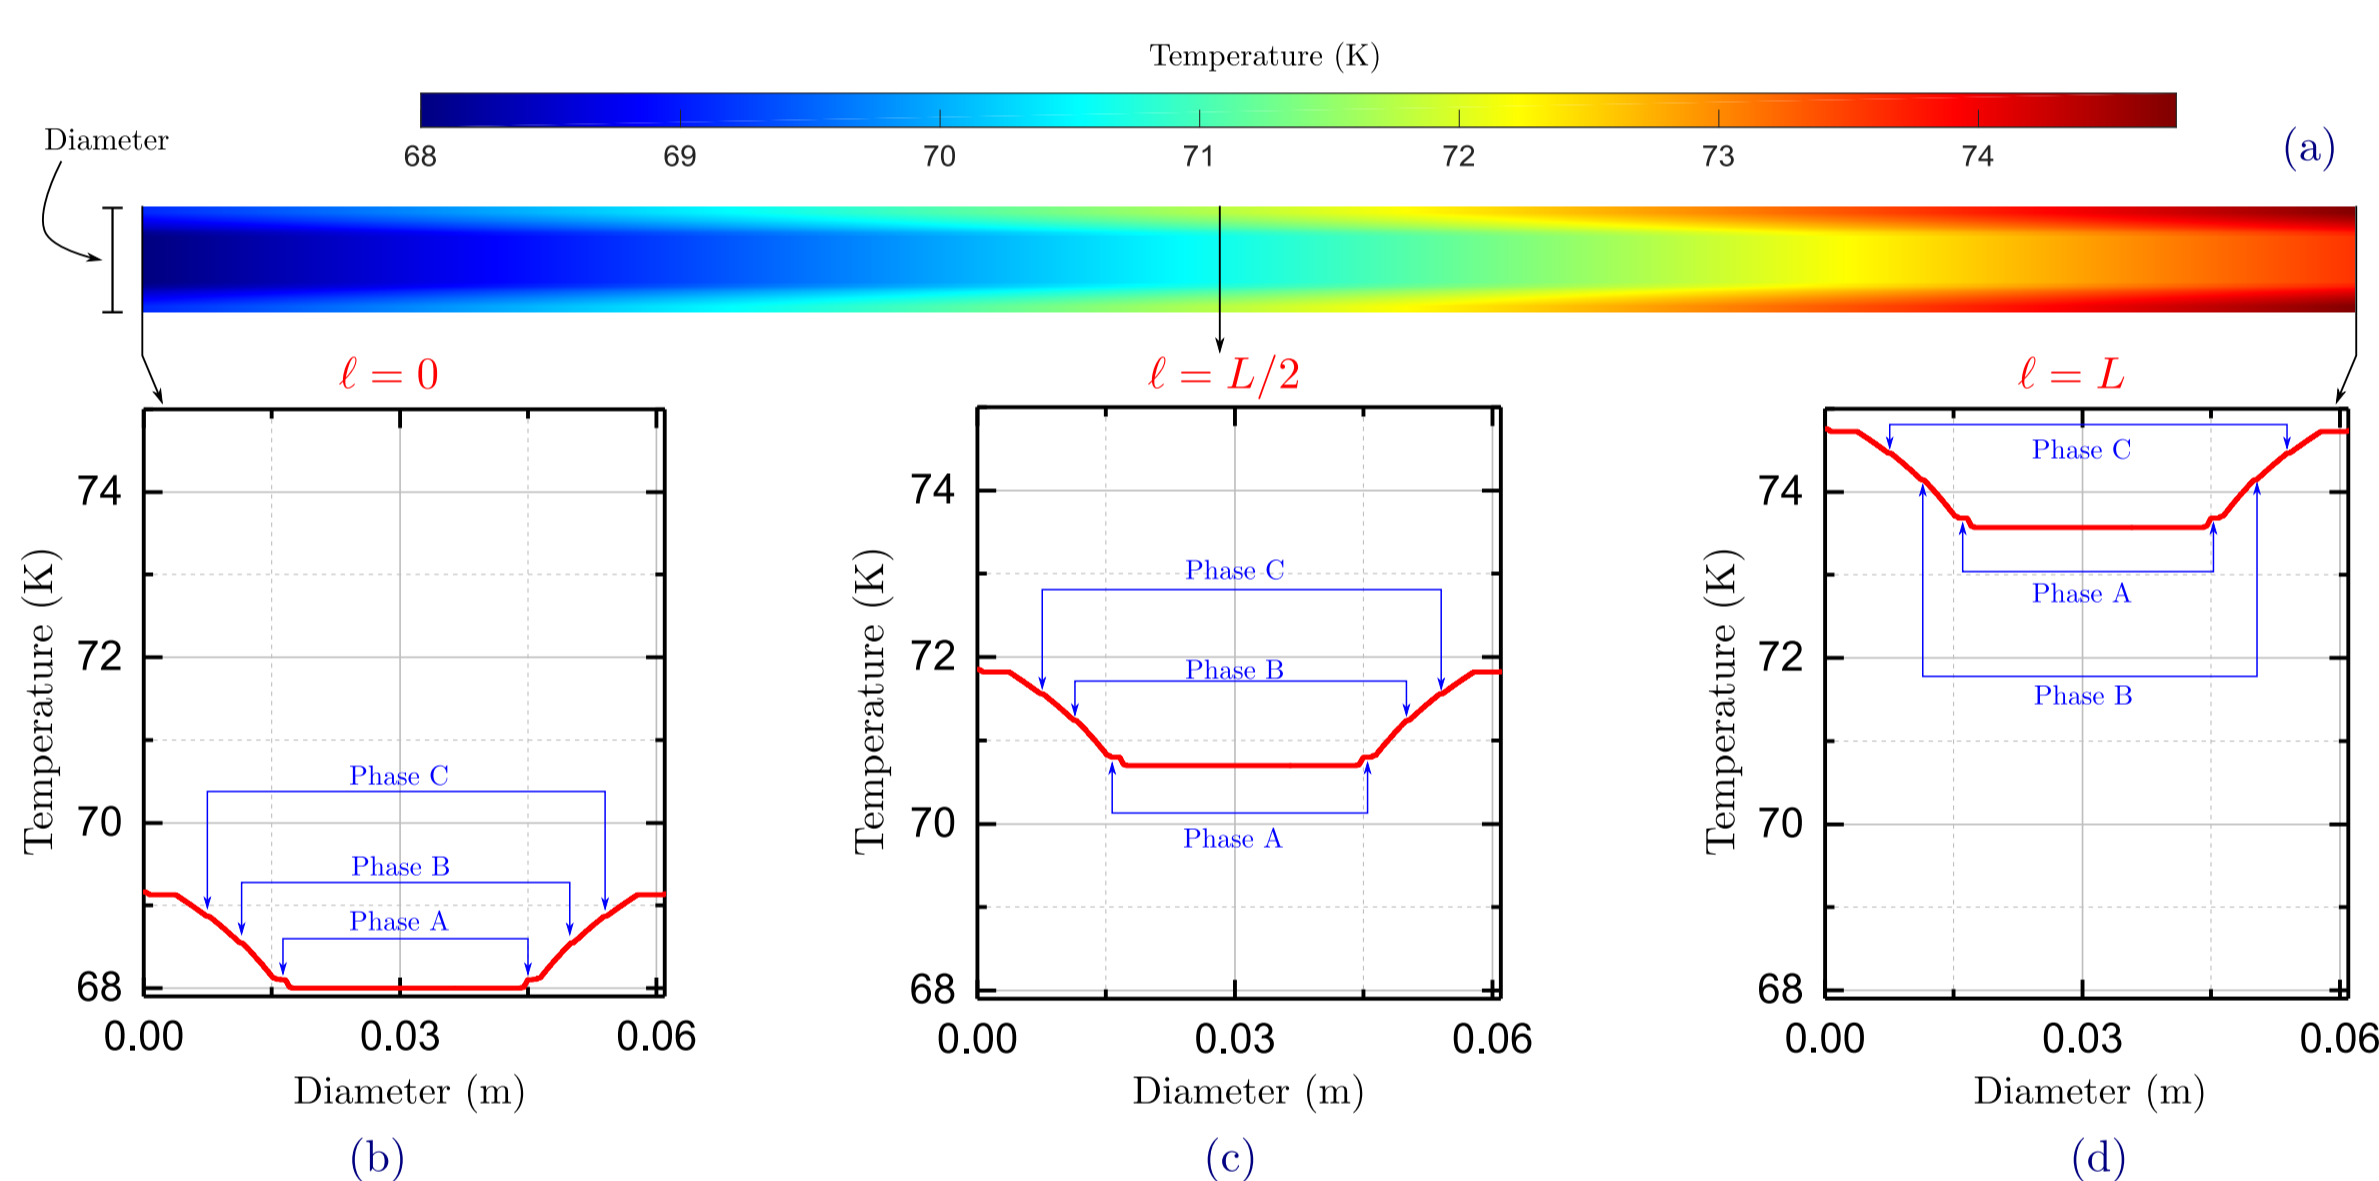 Temperature (K)
68 69 70 71 72 73 74
(a)
Diameter
ℓ = 0
Temperature (K)
74
72
70
68
Phase C
Phase B
Phase A
0.00 0.03 0.06
Diameter (m)
(b)
ℓ = L/2
Temperature (K)
74
72
70
68
Phase C
Phase B
Phase A
0.00 0.03 0.06
Diameter (m)
(c)
ℓ = L
Temperature (K)
74
72
70
68
Phase C
Phase A
Phase B
0.00 0.03 0.06
Diameter (m)
(d)